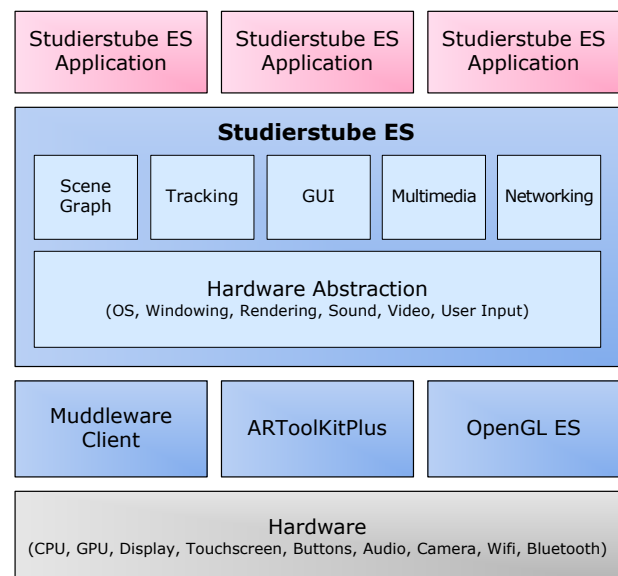 Studierstube ES
Application
Studierstube ES
Application
Studierstube ES
Application
Studierstube ES
Scene
Graph
Tracking
GUI
Multimedia
Networking
Hardware Abstraction
(OS, Windowing, Rendering, Sound, Video, User Input)
Muddleware
Client
ARToolKitPlus
OpenGL ES
Hardware
(CPU, GPU, Display, Touchscreen, Buttons, Audio, Camera, Wifi, Bluetooth)